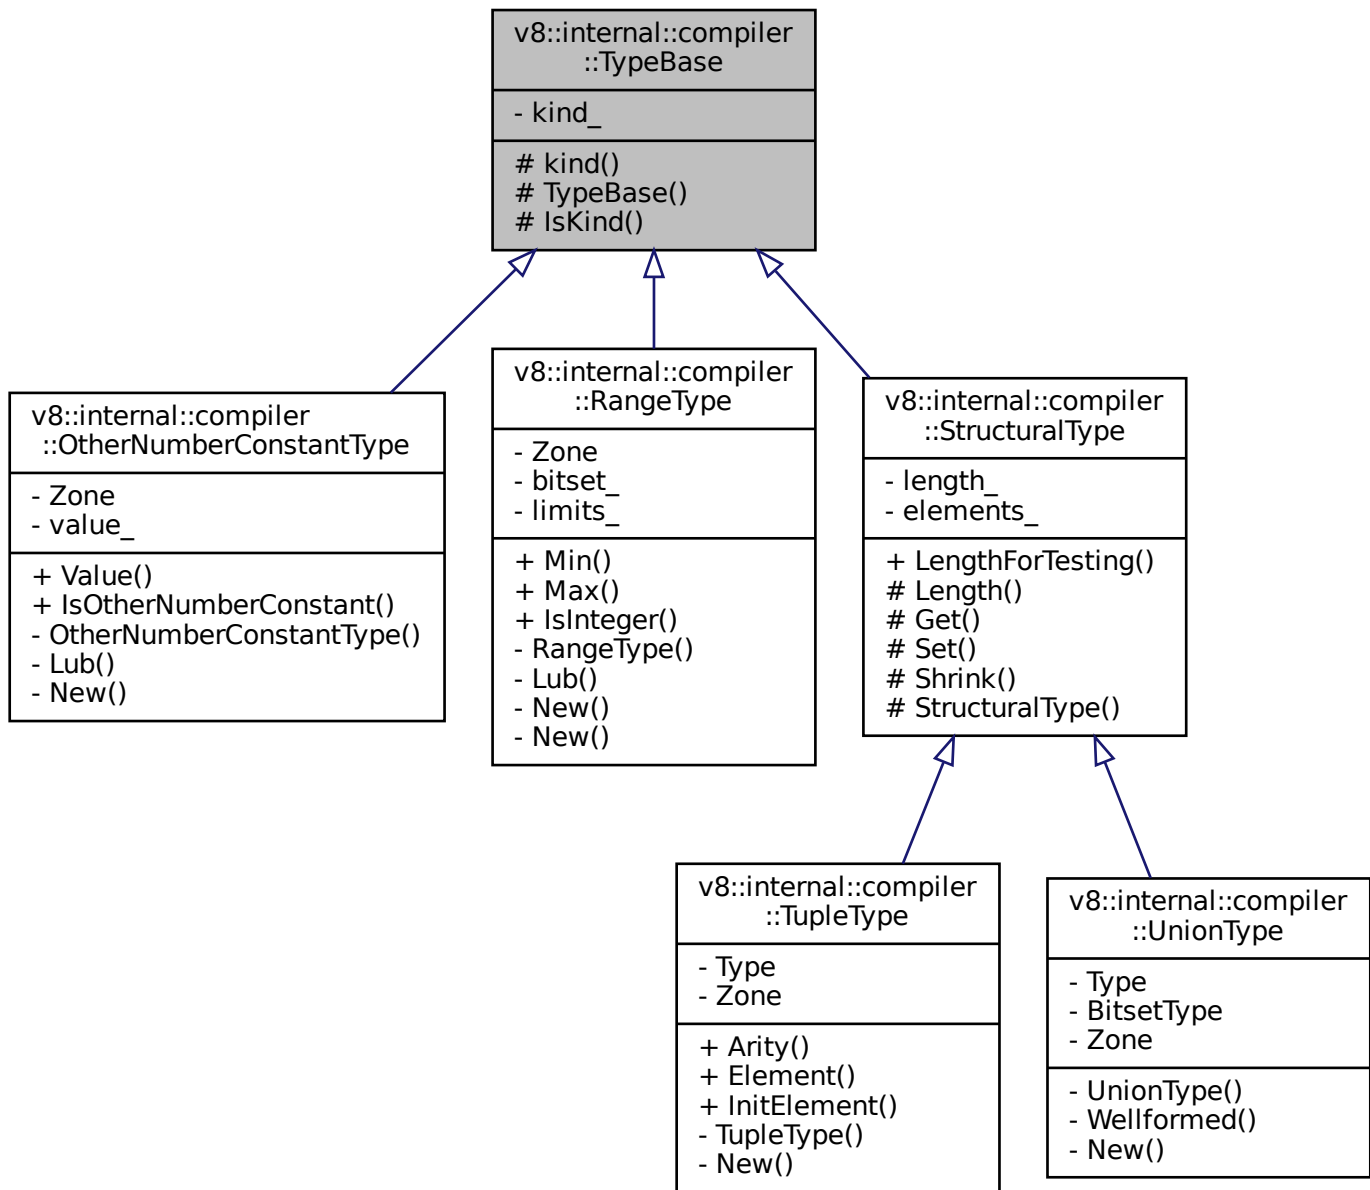 v8::internal::compiler
::TypeBase
- kind_
# kind()
# TypeBase()
# IsKind()
v8::internal::compiler
::OtherNumberConstantType
- Zone
- value_
+ Value()
+ IsOtherNumberConstant()
- OtherNumberConstantType()
- Lub()
- New()
v8::internal::compiler
::RangeType
- Zone
- bitset_
- limits_
+ Min()
+ Max()
+ IsInteger()
- RangeType()
- Lub()
- New()
- New()
v8::internal::compiler
::StructuralType
- length_
- elements_
+ LengthForTesting()
# Length()
# Get()
# Set()
# Shrink()
# StructuralType()
v8::internal::compiler
::TupleType
- Type
- Zone
+ Arity()
+ Element()
+ InitElement()
- TupleType()
- New()
v8::internal::compiler
::UnionType
- Type
- BitsetType
- Zone
- UnionType()
- Wellformed()
- New()